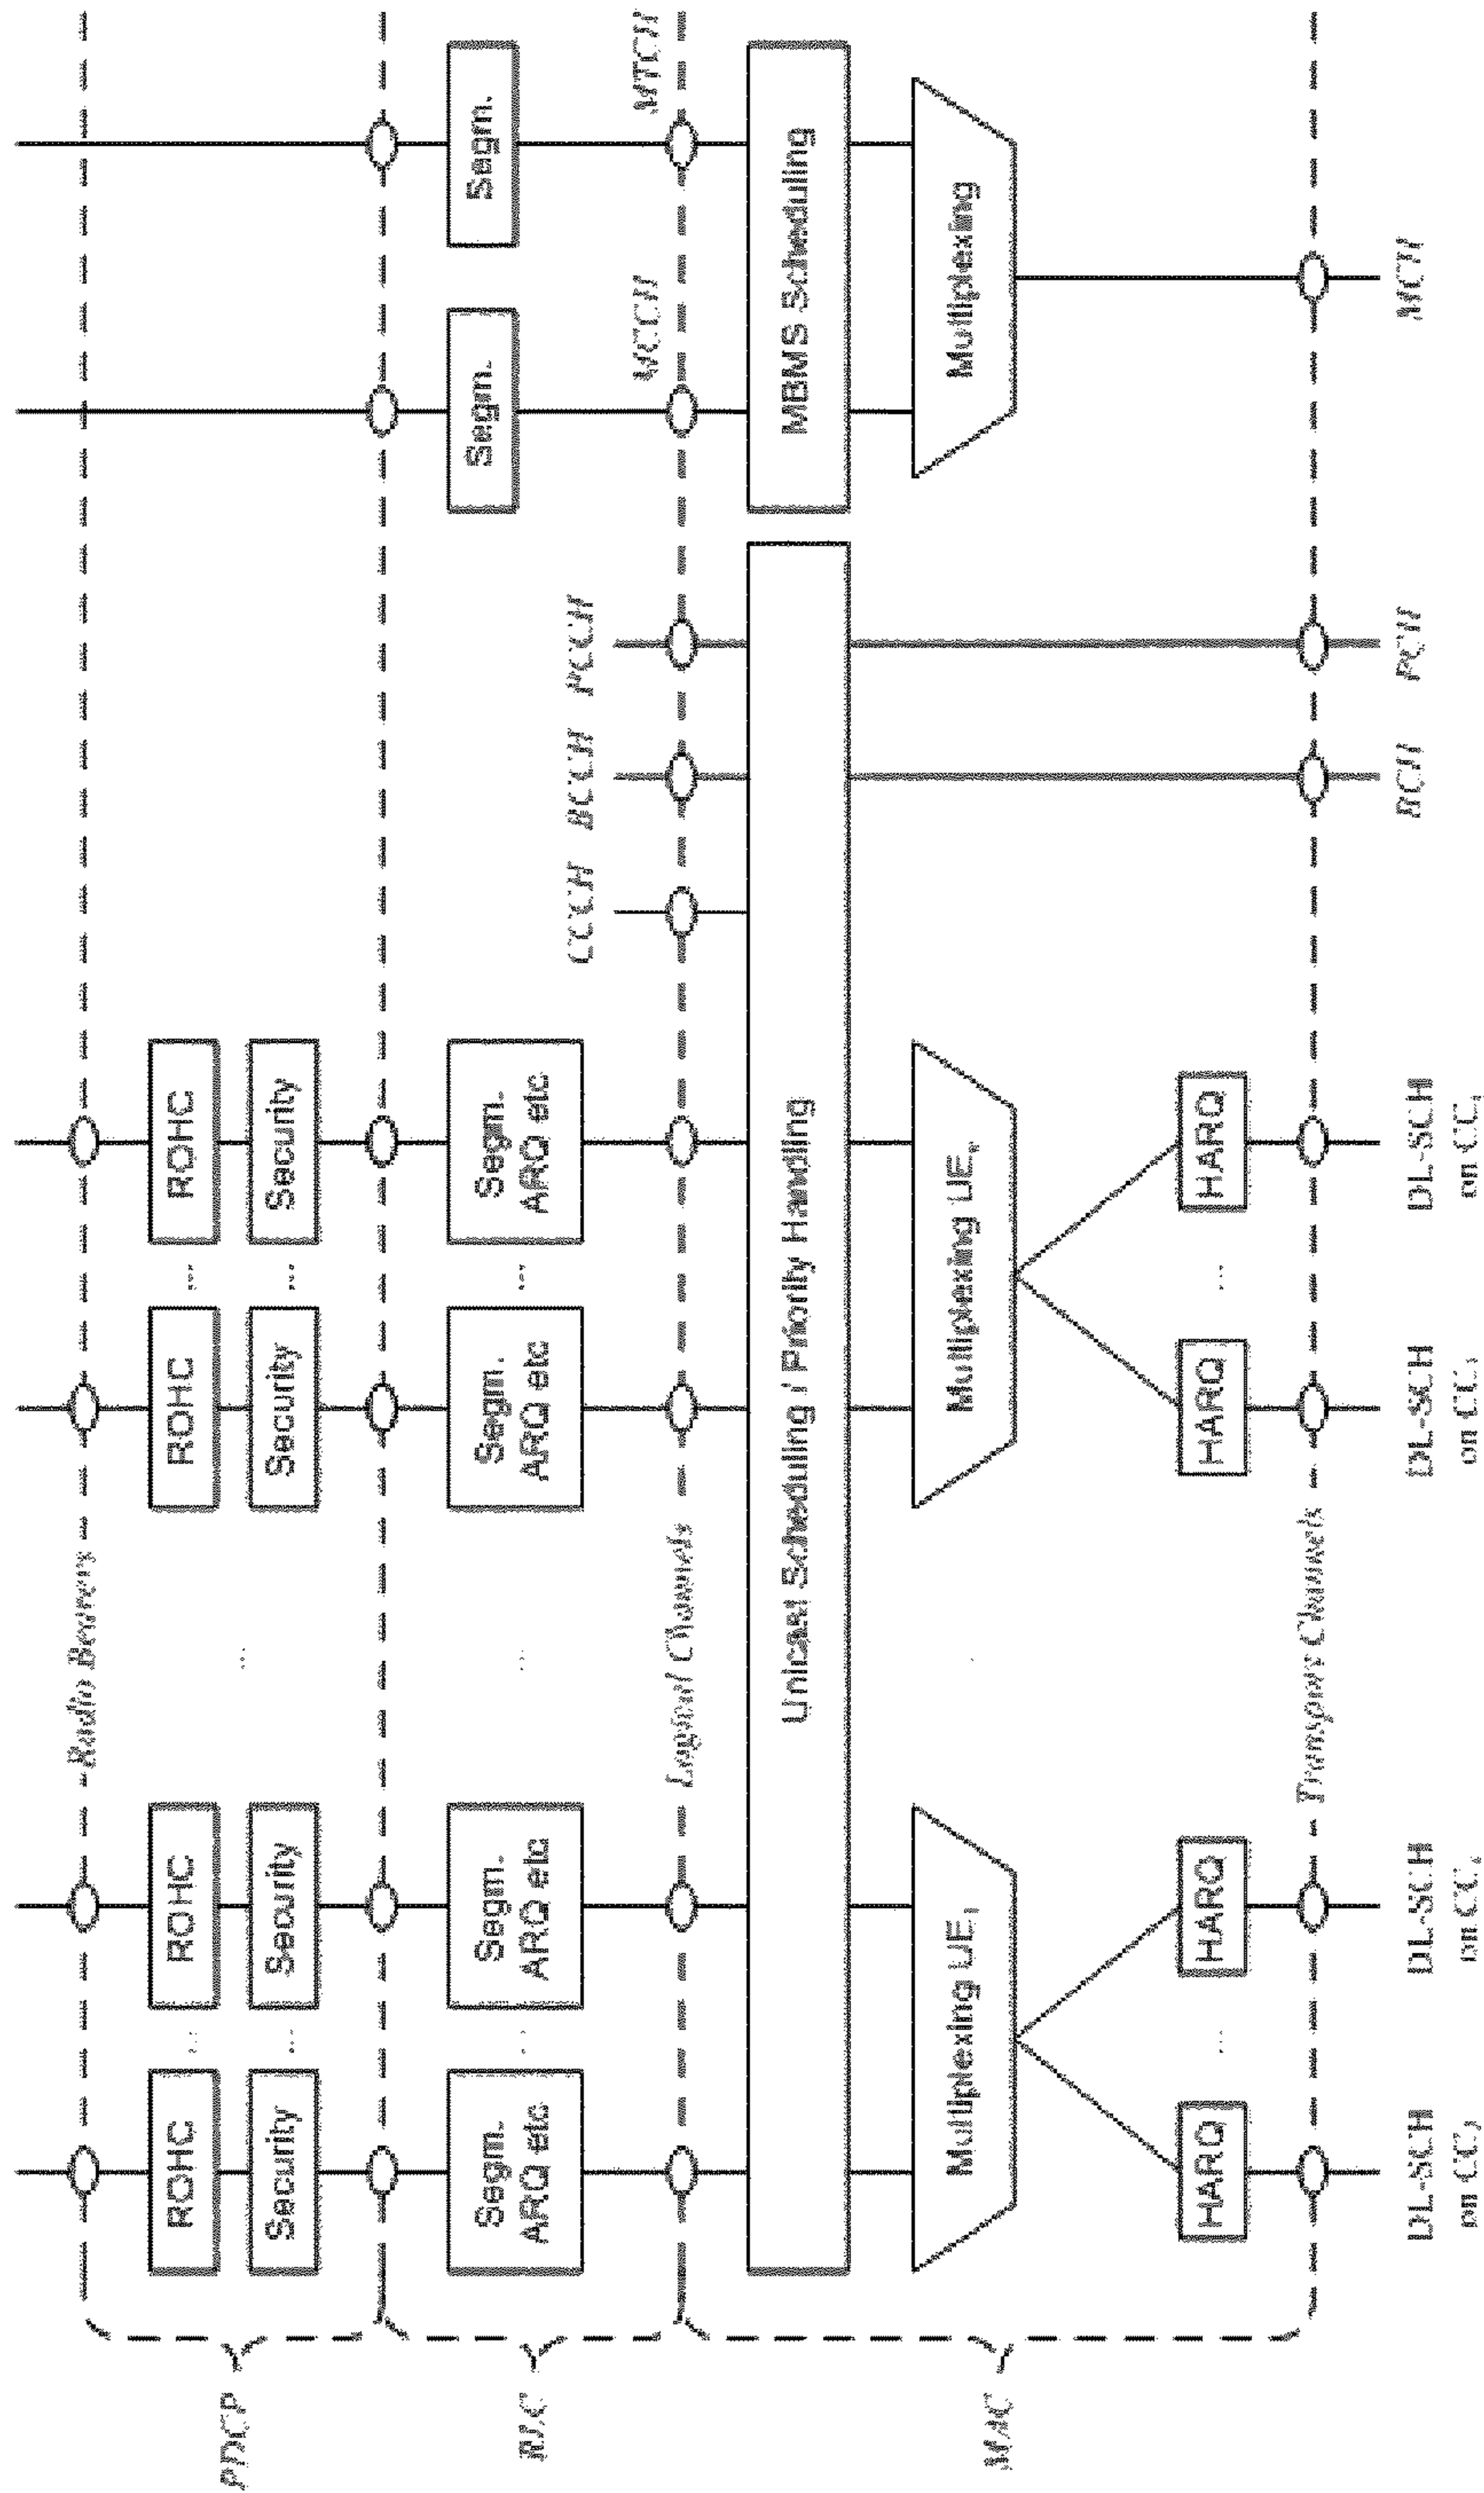 Radio Bearers
ROHC
...
ROHC
ROHC
...
ROHC
PDCP
...
Security
...
Security
Security
...
Security
Segm.
ARQ etc
...
Segm.
ARQ etc
...
Segm.
ARQ etc
...
Segm.
ARQ etc
Segm.
Segm.
RLC
CCCH
BCCH
PCCH
MCCH
MTCH
Logical Channels
Unicast Scheduling / Priority Handling
MBMS Scheduling
MAC
Multiplexing UE₁
Multiplexing UEₙ
Multiplexing
HARQ
...
HARQ
HARQ
...
HARQ
Transport Channels
DL-SCH
DL-SCH
DL-SCH
DL-SCH
BCH
PCH
MCH